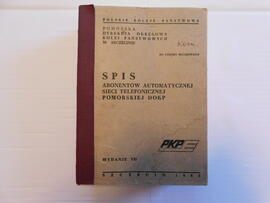 POLSKIE KOLEJE PAŃSTWOWE
POMORSKA
DYREKCJA OKRĘGOWA
KOLEI PAŃSTWOWYCH
W SZCZECINIE
DO UŻYTKU SŁUŻBOWEGO
SPIS
ABONENTÓW AUTOMATYCZNEJ
SIECI TELEFONICZNEJ
POMORSKIEJ DOKP
PKP
WYDANIE VII
SZCZECIN